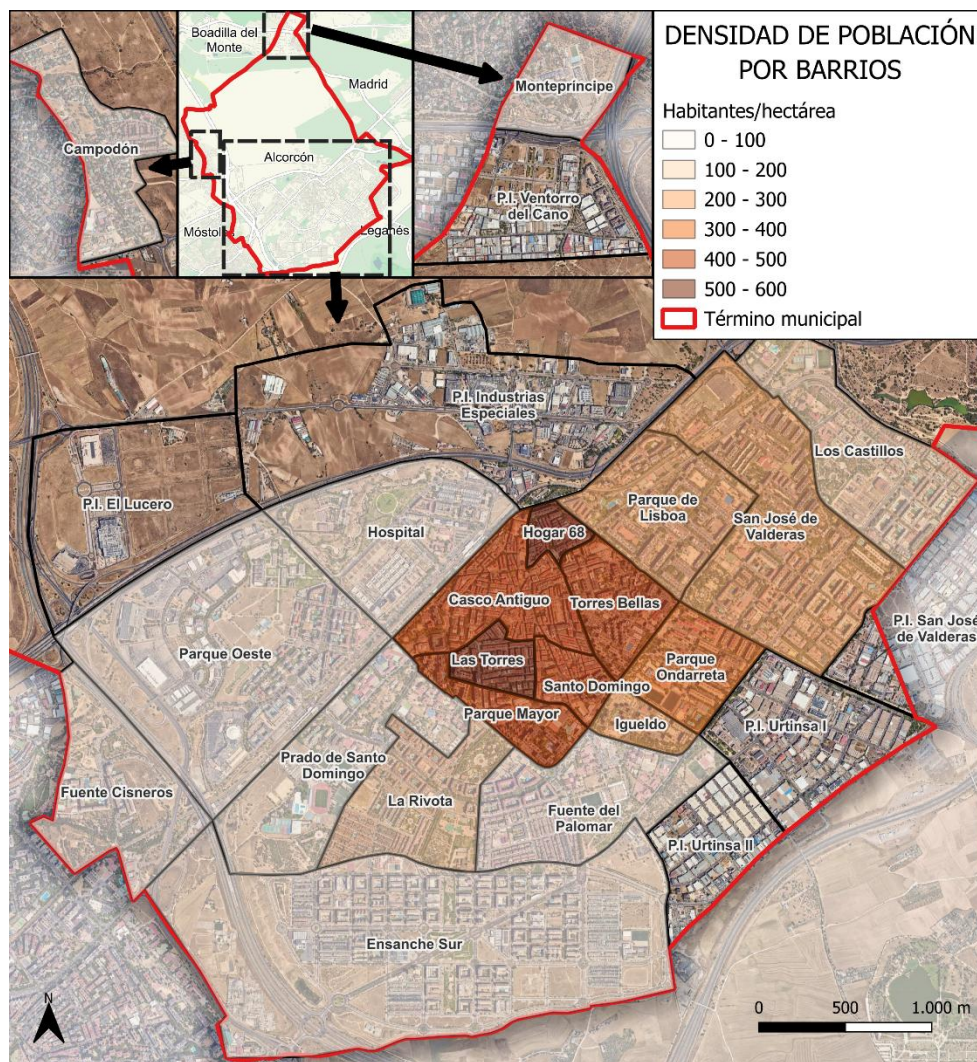 DENSIDAD DE POBLACIÓN
POR BARRIOS
Habitantes/hectárea
0 - 100
100 - 200
200 - 300
300 - 400
400 - 500
500 - 600
Término municipal
Boadilla del
Monte
Madrid
Alcorcón
Móstoles
Leganés
Campodón
Montepríncipe
P.I. Ventorro
del Cano
P.I. Industrias
Especiales
P.I. El Lucero
Hospital
Los Castillos
Parque de
Lisboa
San José de
Valderas
Hogar 68
Casco Antiguo
Torres Bellas
P.I. San José
de Valderas
Parque Oeste
Las Torres
Parque
Ondarreta
Santo Domingo
Parque Mayor
Igueldo
P.I. Urtinsa I
Prado de Santo
Domingo
Fuente Cisneros
La Rivota
Fuente del
Palomar
P.I. Urtinsa II
Ensanche Sur
N
0 500 1.000 m